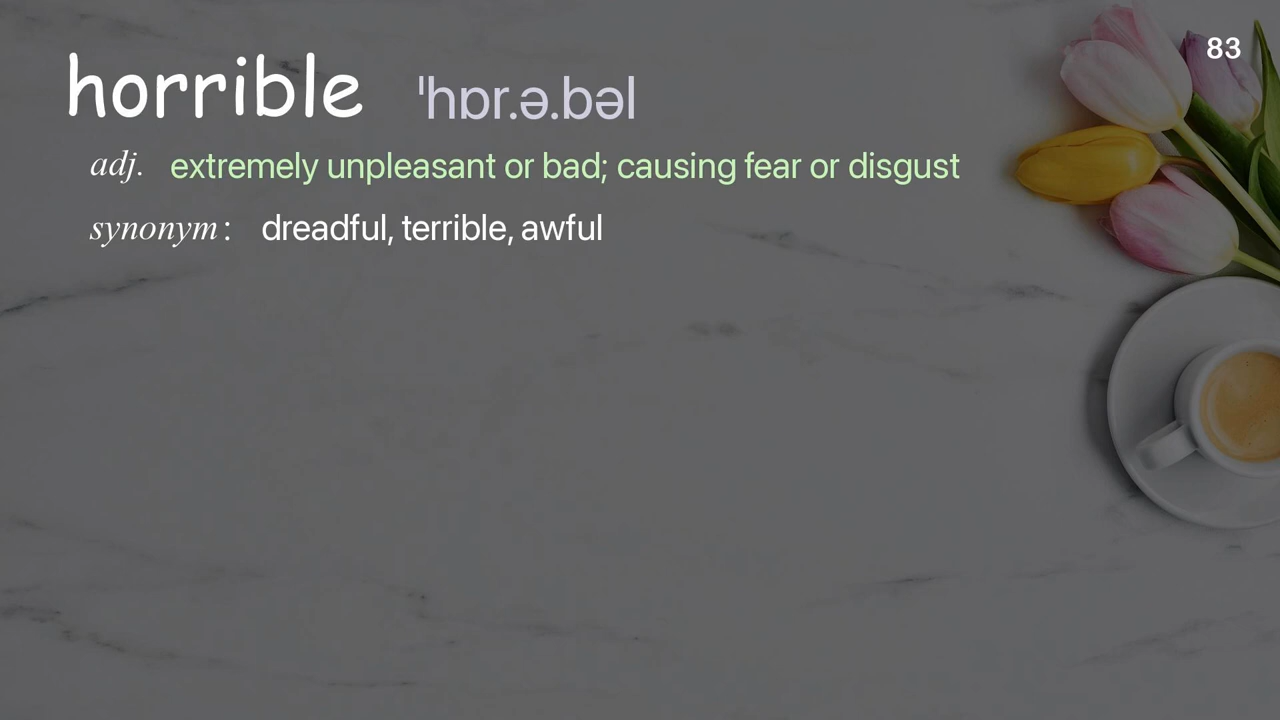 83
horrible ˈhɒr.ə.bəl
adj. extremely unpleasant or bad; causing fear or disgust
synonym: dreadful, terrible, awful